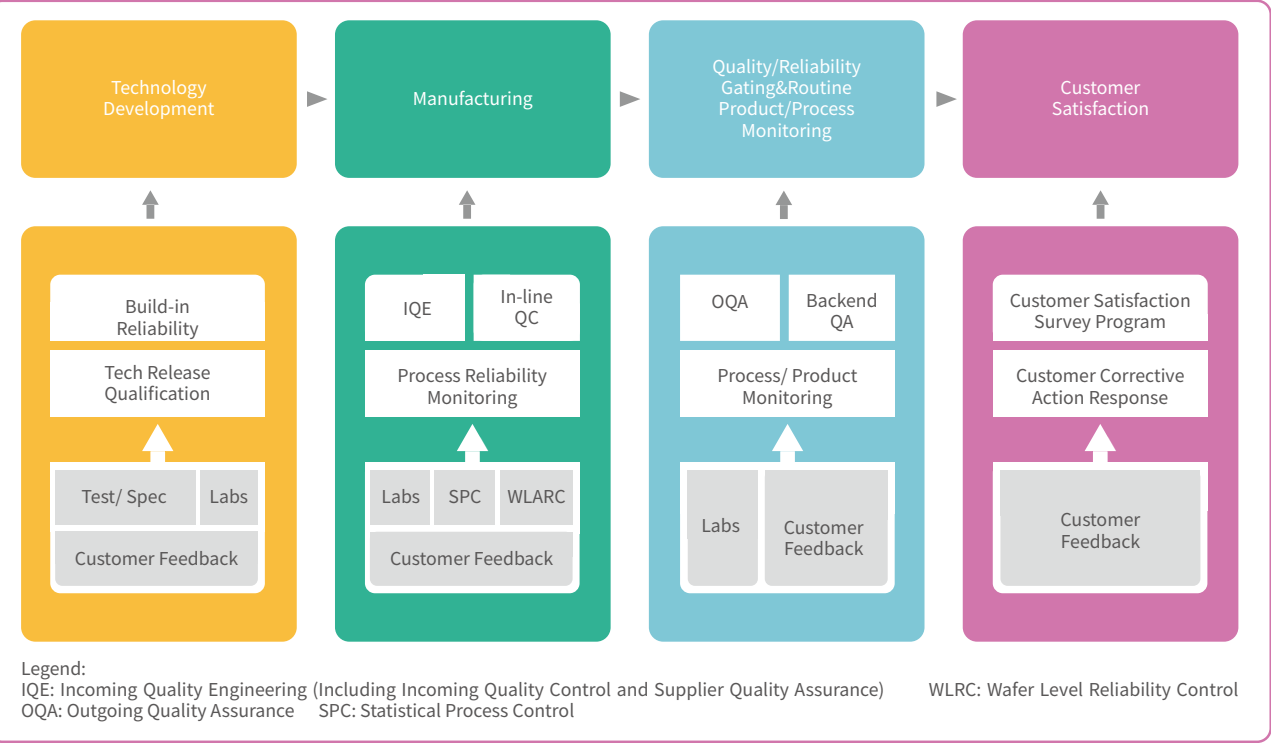 Technology
Development
Manufacturing
Quality/Reliability
Gating&Routine
Product/Process
Monitoring
Customer
Satisfaction
Build-in
Reliability
Tech Release
Qualification
Test/ Spec
Labs
Customer Feedback
IQE
In-line
QC
Process Reliability
Monitoring
Labs
SPC
WLARC
Customer Feedback
OQA
Backend
QA
Process/ Product
Monitoring
Labs
Customer
Feedback
Customer Satisfaction
Survey Program
Customer Corrective
Action Response
Customer
Feedback
Legend:
IQE: Incoming Quality Engineering (Including Incoming Quality Control and Supplier Quality Assurance) WLRC: Wafer Level Reliability Control
OQA: Outgoing Quality Assurance SPC: Statistical Process Control